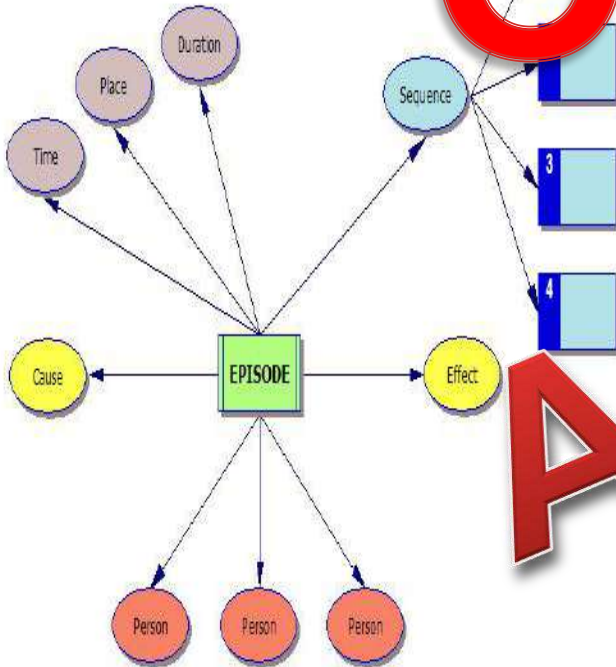 Duration
Place
Sequence
Time
3
4
Cause
EPISODE
Effect
A
Person
Person
Person